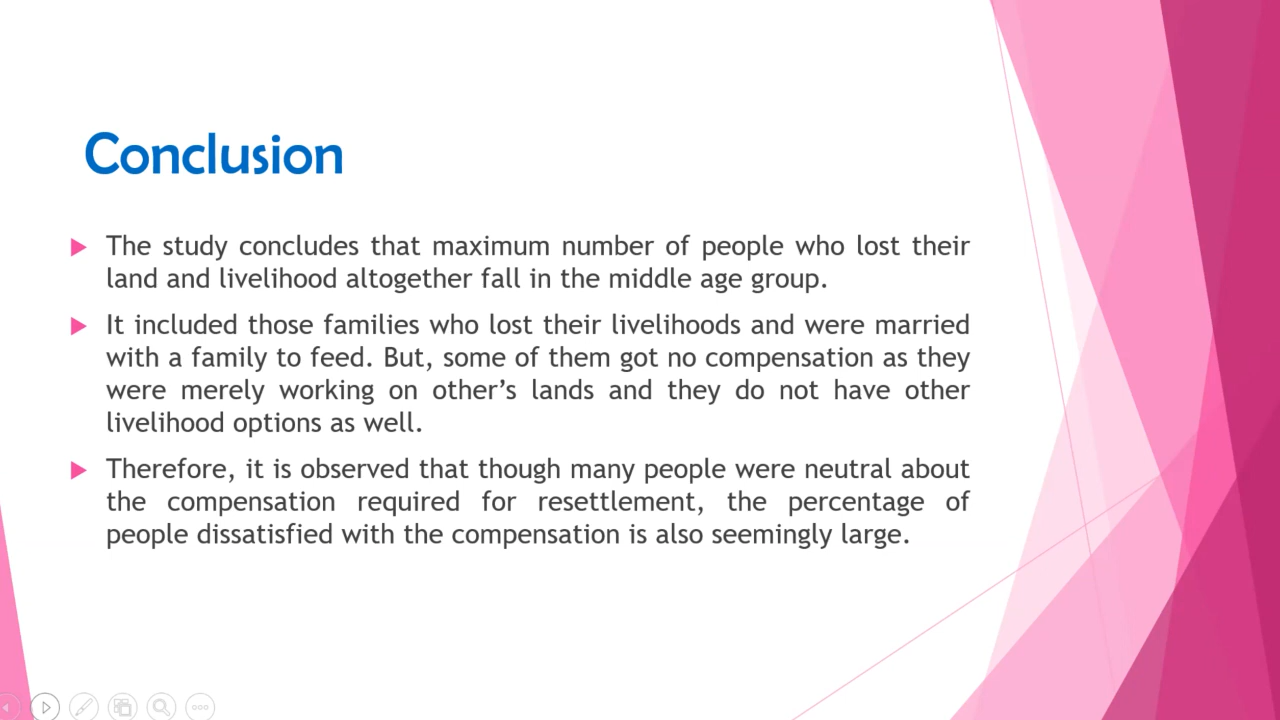 Conclusion
The study concludes that maximum number of people who lost their
land and livelihood altogether fall in the middle age group.
It included those families who lost their livelihoods and were married
with a family to feed. But, some of them got no compensation as they
were merely working on other’s lands and they do not have other
livelihood options as well.
Therefore, it is observed that though many people were neutral about
the compensation required for resettlement, the percentage of
people dissatisfied with the compensation is also seemingly large.